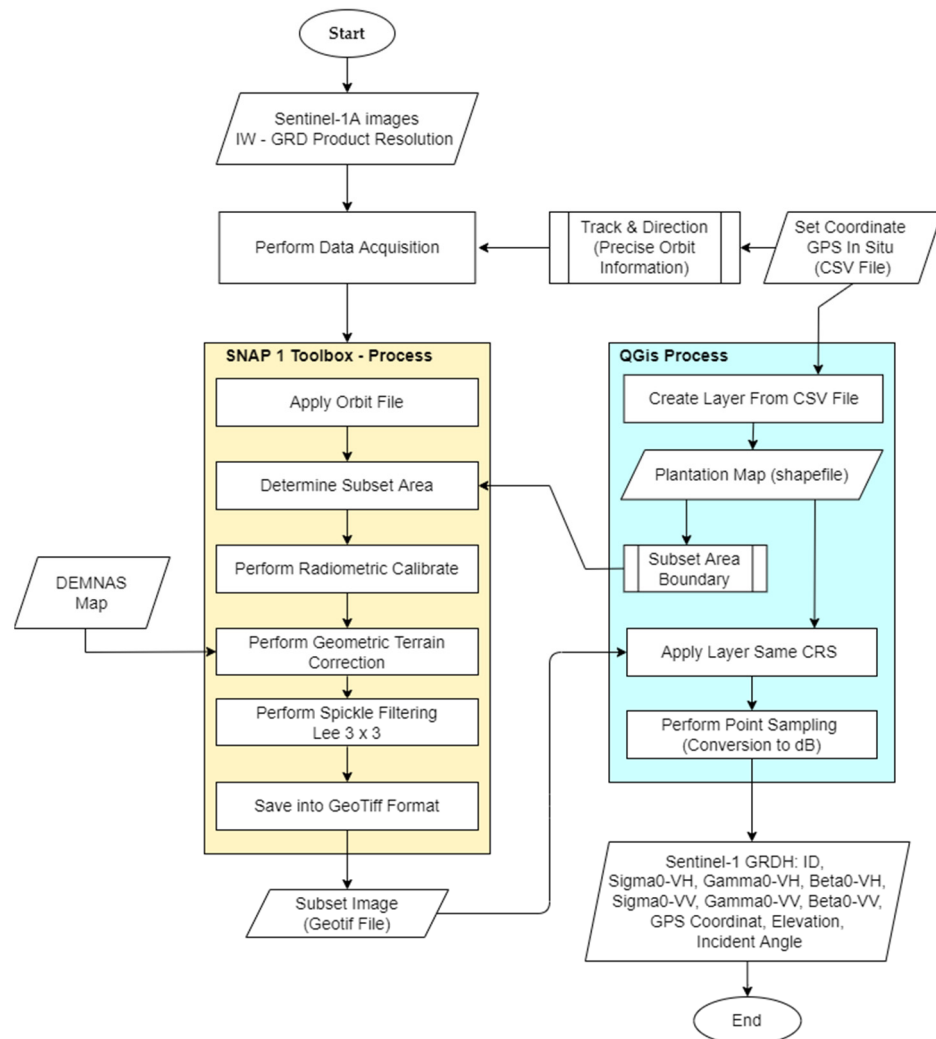 Start
Sentinel-1A images
IW - GRD Product Resolution
Perform Data Acquisition
Track & Direction
(Precise Orbit
Information)
Set Coordinate
GPS In Situ
(CSV File)
SNAP 1 Toolbox - Process
Apply Orbit File
Determine Subset Area
Perform Radiometric Calibrate
DEMNAS
Map
Perform Geometric Terrain
Correction
Perform Spickle Filtering
Lee 3 x 3
Save into GeoTiff Format
Subset Image
(Geotif File)
QGis Process
Create Layer From CSV File
Plantation Map (shapefile)
Subset Area
Boundary
Apply Layer Same CRS
Perform Point Sampling
(Conversion to dB)
Sentinel-1 GRDH: ID,
Sigma0-VH, Gamma0-VH, Beta0-VH,
Sigma0-VV, Gamma0-VV, Beta0-VV,
GPS Coordinat, Elevation,
Incident Angle
End